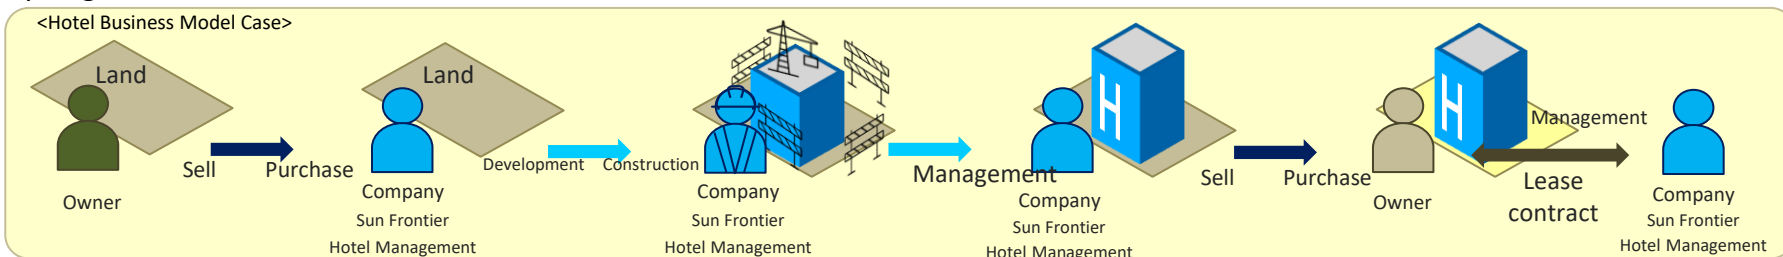 <Hotel Business Model Case>
Land
Owner
Sell
Purchase
Land
Company
Sun Frontier
Hotel Management
Development
Construction
Company
Sun Frontier
Hotel Management
Management
H
Company
Sun Frontier
Hotel Management
Sell
Purchase
Owner
H
Management
Lease
contract
Company
Sun Frontier
Hotel Management